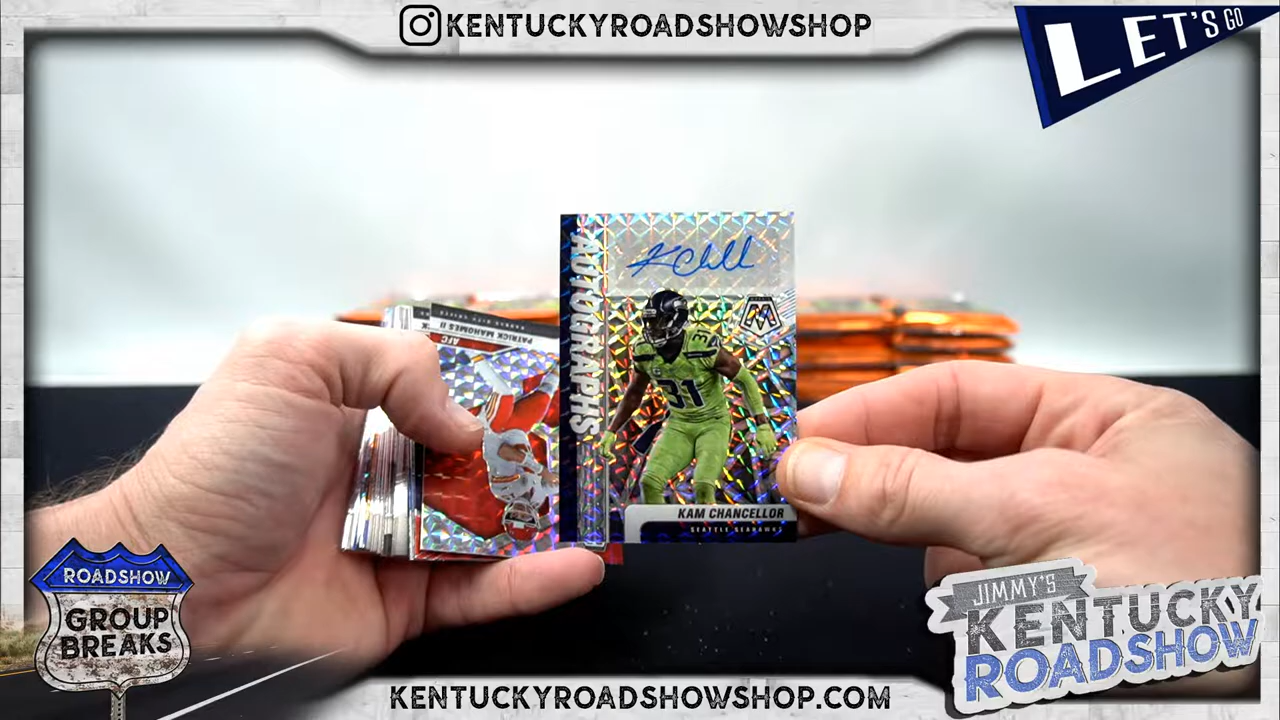 KENTUCKYROADSHOWSHOP
LET'S GO
AUTOGRAPHS
31
KAM CHANCELLOR
SEATTLE SEAHAWKS
PATRICK MAHOMES II
AFC
ROADSHOW
GROUP
BREAKS
JIMMY'S
KENTUCKY
ROADSHOW
KENTUCKYROADSHOWSHOP.COM